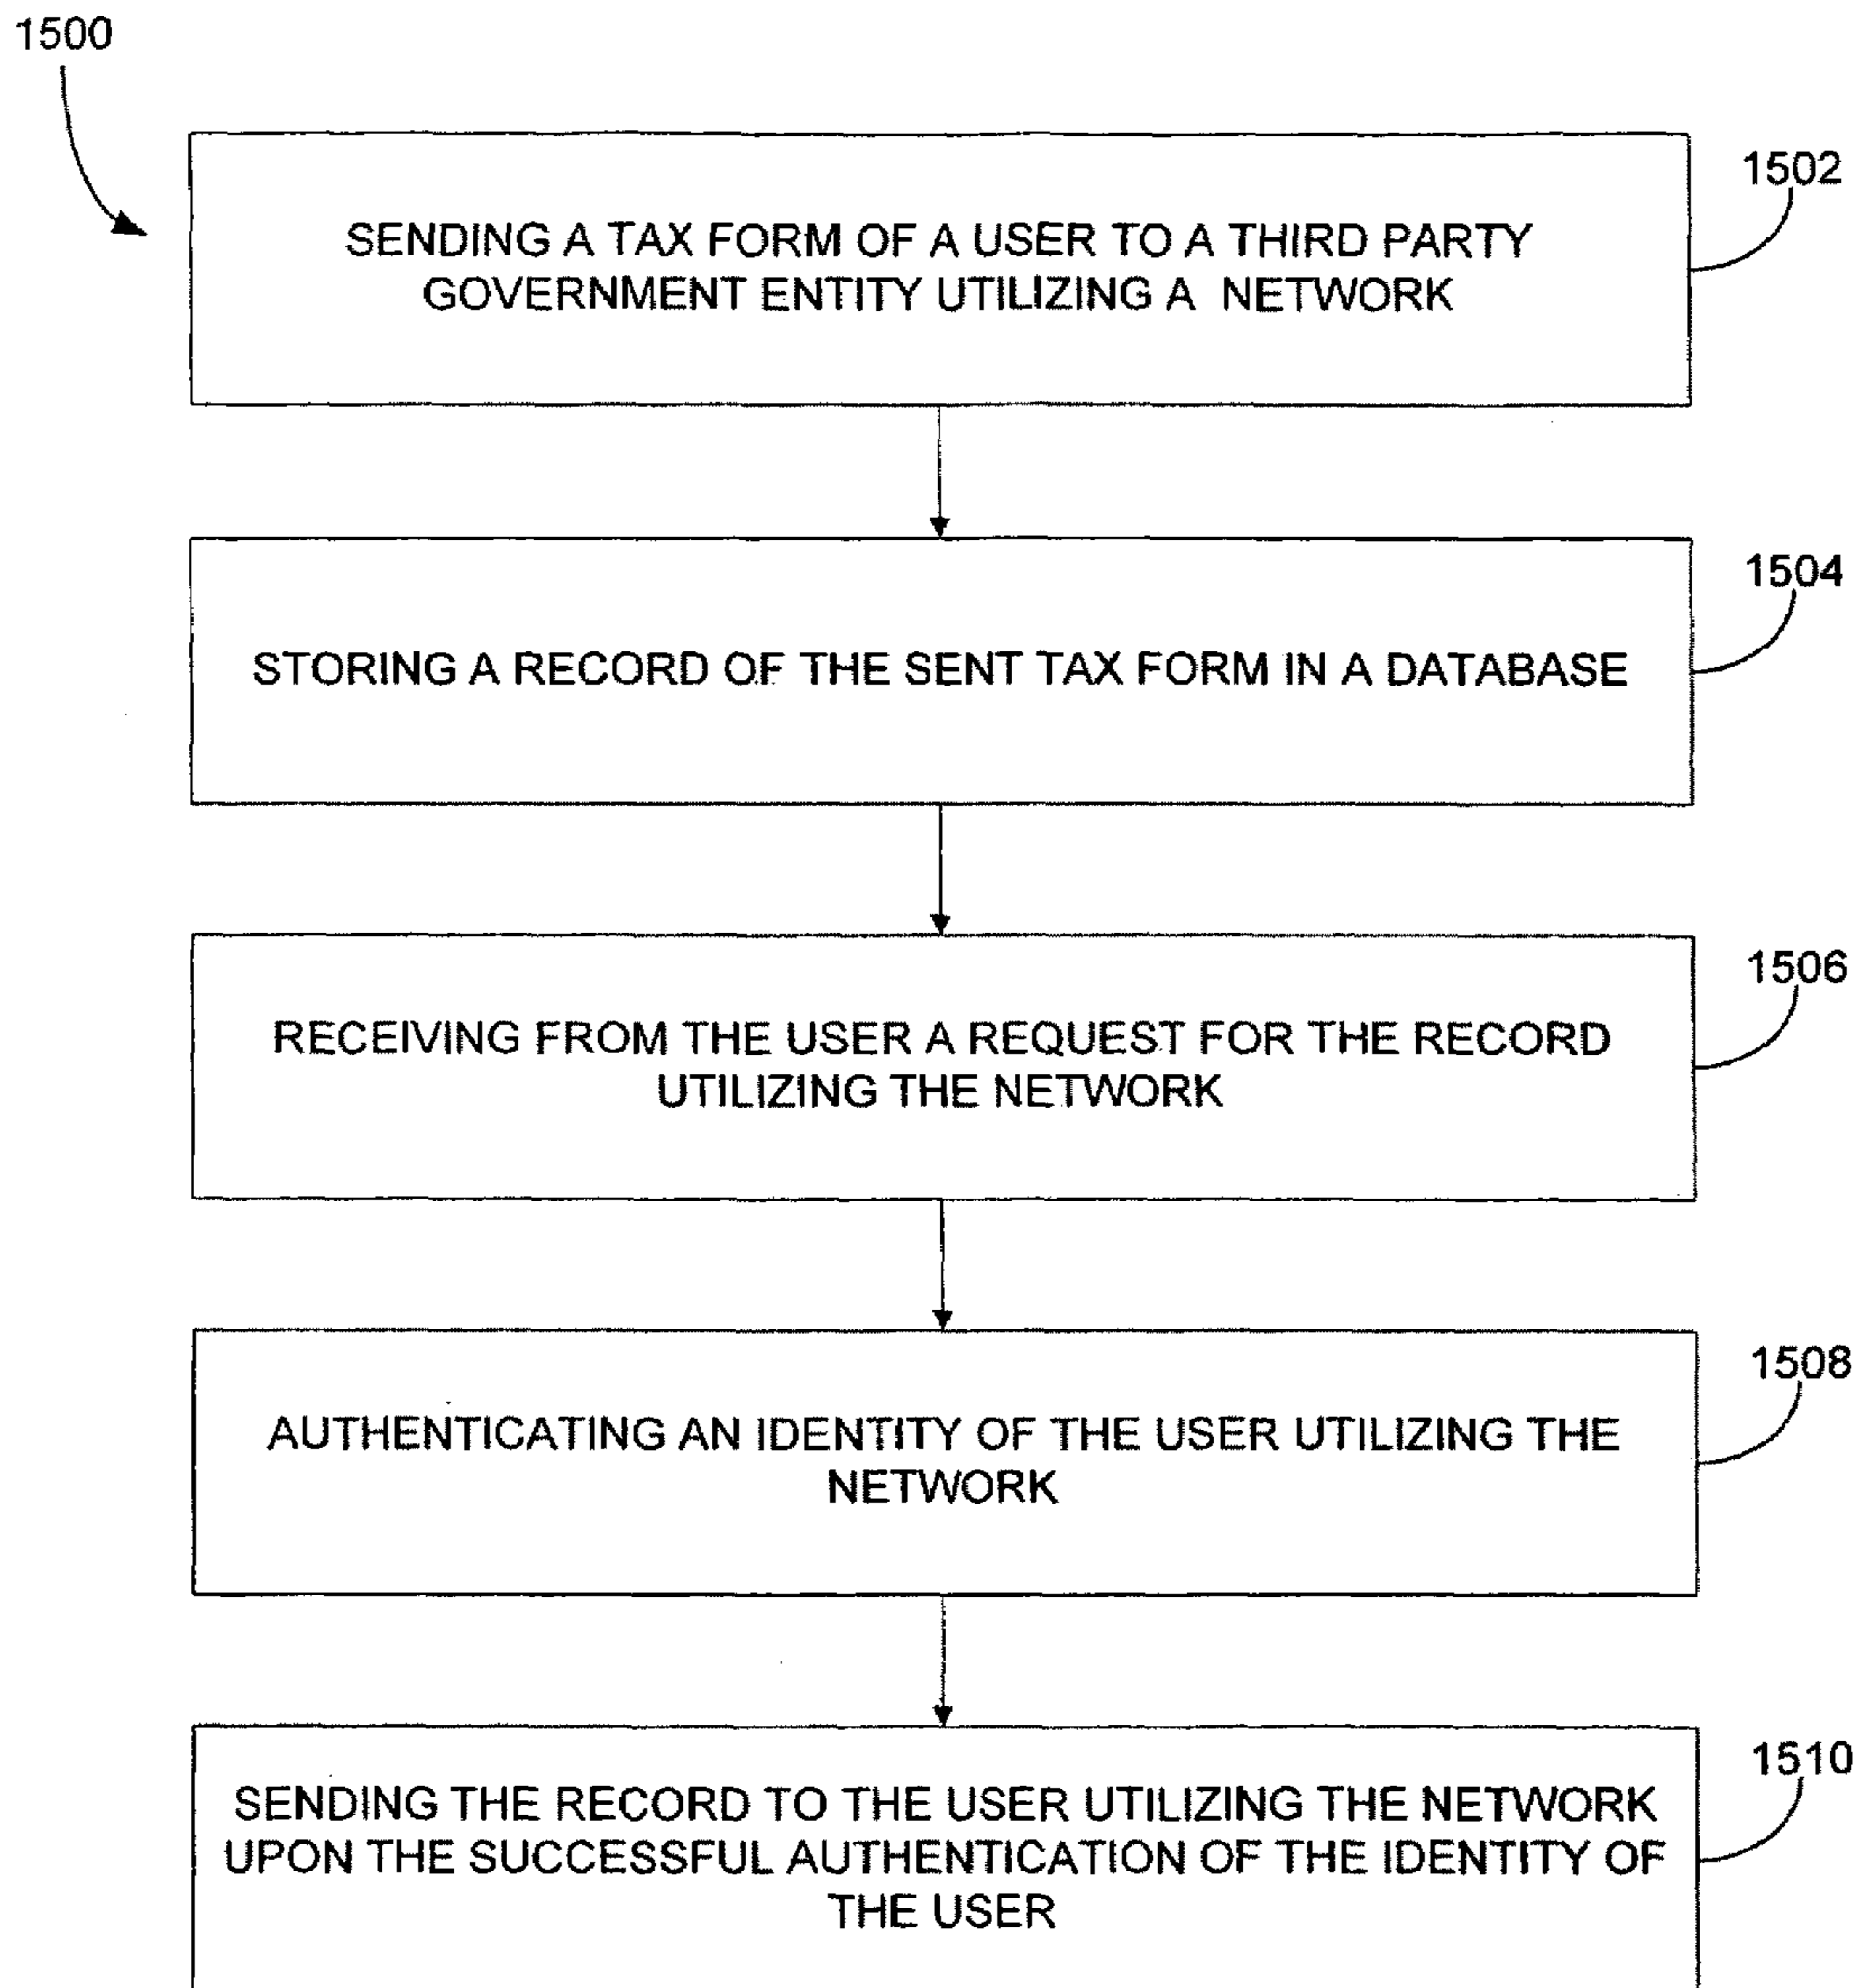 1500
1502
SENDING A TAX FORM OF A USER TO A THIRD PARTY
GOVERNMENT ENTITY UTILIZING A NETWORK
1504
STORING A RECORD OF THE SENT TAX FORM IN A DATABASE
1506
RECEIVING FROM THE USER A REQUEST FOR THE RECORD
UTILIZING THE NETWORK
1508
AUTHENTICATING AN IDENTITY OF THE USER UTILIZING THE
NETWORK
1510
SENDING THE RECORD TO THE USER UTILIZING THE NETWORK
UPON THE SUCCESSFUL AUTHENTICATION OF THE IDENTITY OF
THE USER